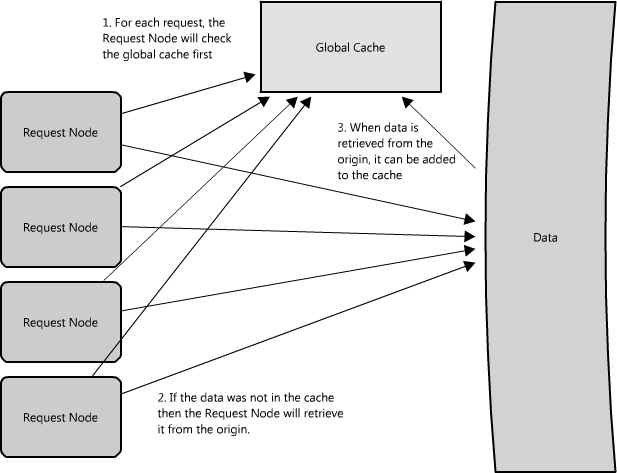 1. For each request, the
Request Node will check
the global cache first
Global Cache
Request Node
3. When data is
retrieved from the
origin, it can be added
to the cache
Request Node
Data
Request Node
Request Node
2. If the data was not in the cache
then the Request Node will retrieve
it from the origin.